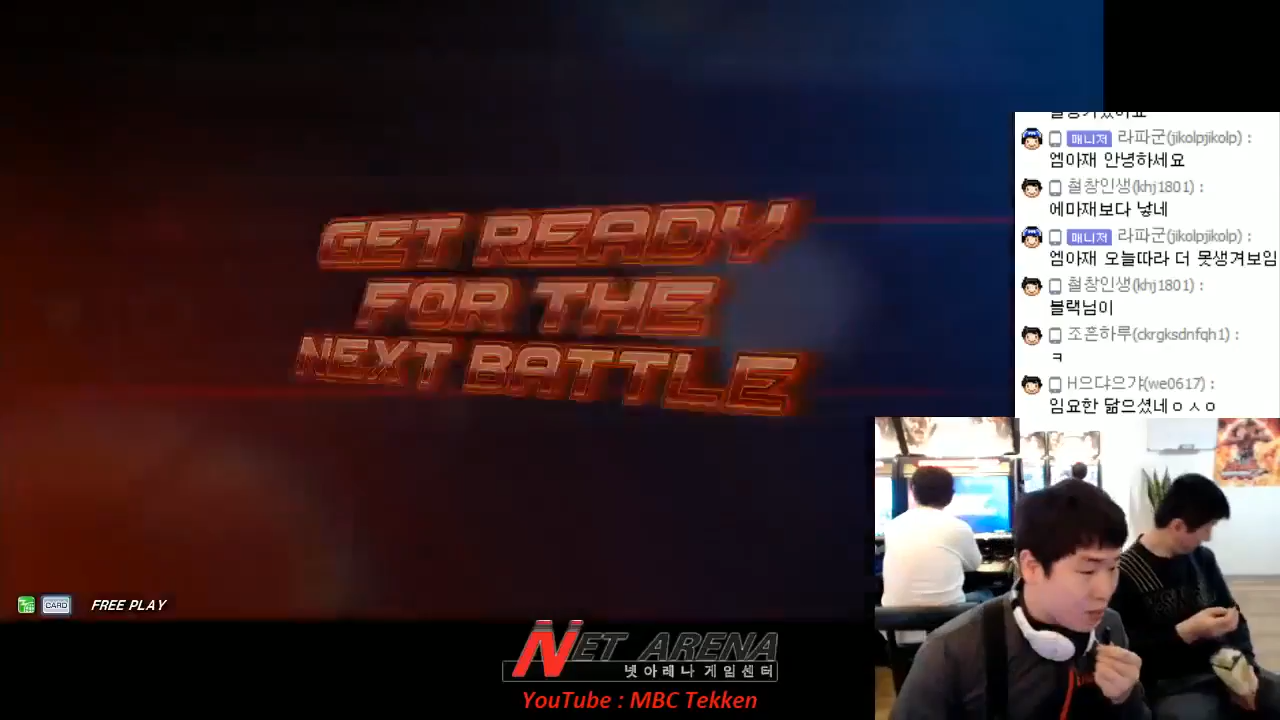 GET READY
FOR THE
NEXT BATTLE
매니저 라파군(jikolpjikolp) :
엠아재 안녕하세요
철창인생(khj1801) :
에마재보다 낳네
매니저 라파군(jikolpjikolp) :
엠아재 오늘따라 더 못생겨보임
철창인생(khj1801) :
블랙님이
조흔하루(ckrgksdnfqh1) :
ㅋ
H으댜으갸(we0617) :
임요한 닮으셨네ㅇㅅㅇ
CARD FREE PLAY
NET ARENA
넷아레나 게임센터
YouTube : MBC Tekken